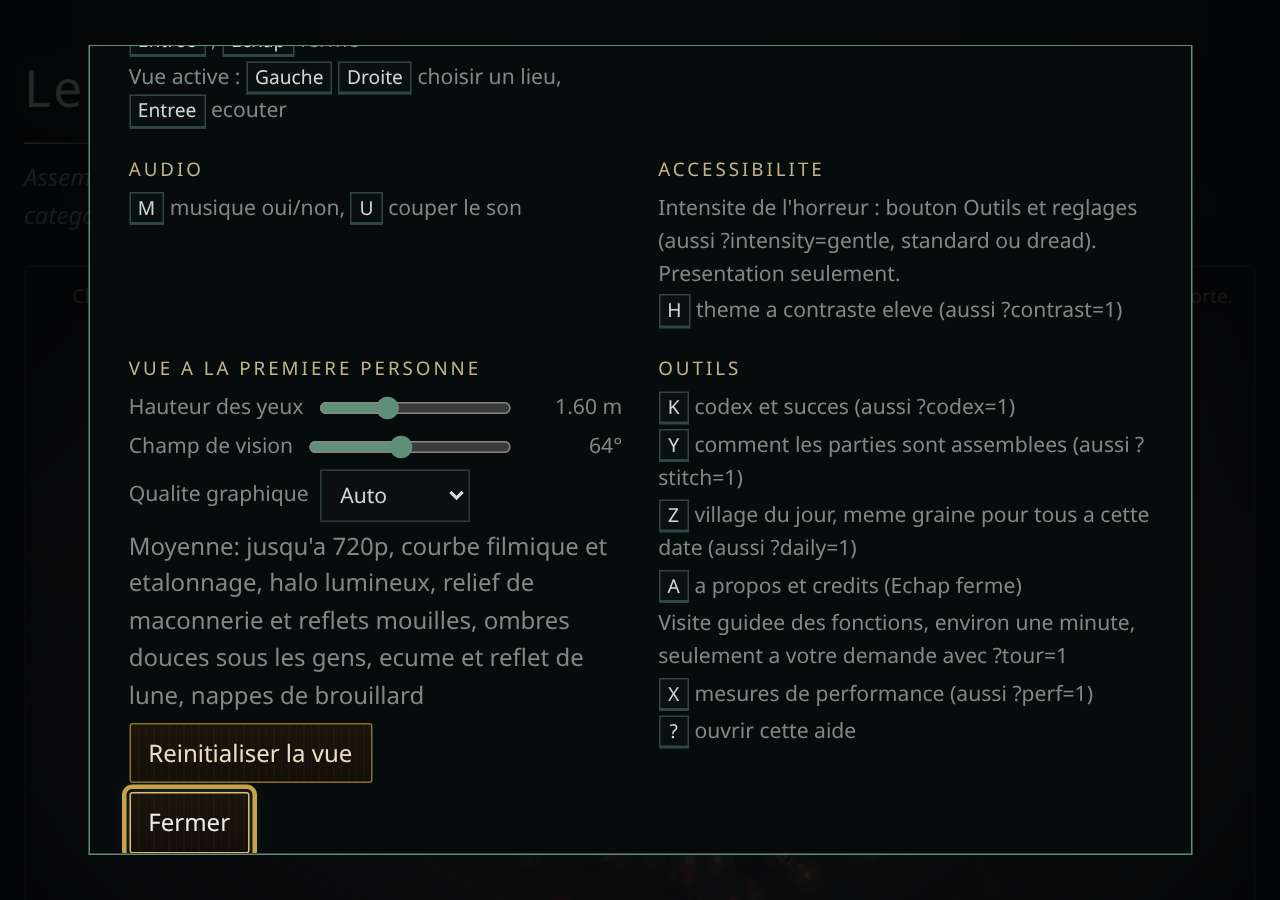 Le
Assem
catego
Entree , Echap ferme
Vue active : Gauche Droite choisir un lieu,
Entree ecouter
AUDIO
M musique oui/non, U couper le son
ACCESSIBILITE
Intensite de l'horreur : bouton Outils et reglages
(aussi ?intensity=gentle, standard ou dread).
Presentation seulement.
H theme a contraste eleve (aussi ?contrast=1)
orte.
VUE A LA PREMIERE PERSONNE
Hauteur des yeux 1.60 m
Champ de vision 64°
Qualite graphique Auto
Moyenne: jusqu'a 720p, courbe filmique et
etalonnage, halo lumineux, relief de
maconnerie et reflets mouilles, ombres
douces sous les gens, ecume et reflet de
lune, nappes de brouillard
Reinitialiser la vue
Fermer
OUTILS
K codex et succes (aussi ?codex=1)
Y comment les parties sont assemblees (aussi ?
stitch=1)
Z village du jour, meme graine pour tous a cette
date (aussi ?daily=1)
A a propos et credits (Echap ferme)
Visite guidee des fonctions, environ une minute,
seulement a votre demande avec ?tour=1
X mesures de performance (aussi ?perf=1)
? ouvrir cette aide